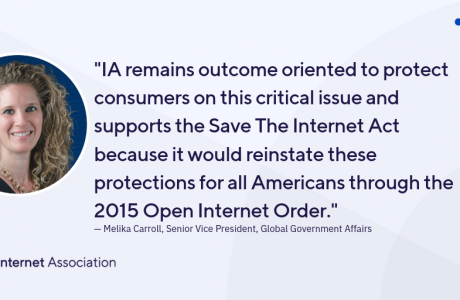 "IA remains outcome oriented to protect
consumers on this critical issue and
supports the Save The Internet Act
because it would reinstate these
protections for all Americans through the
2015 Open Internet Order."
— Melika Carroll, Senior Vice President, Global Government Affairs
Internet Association